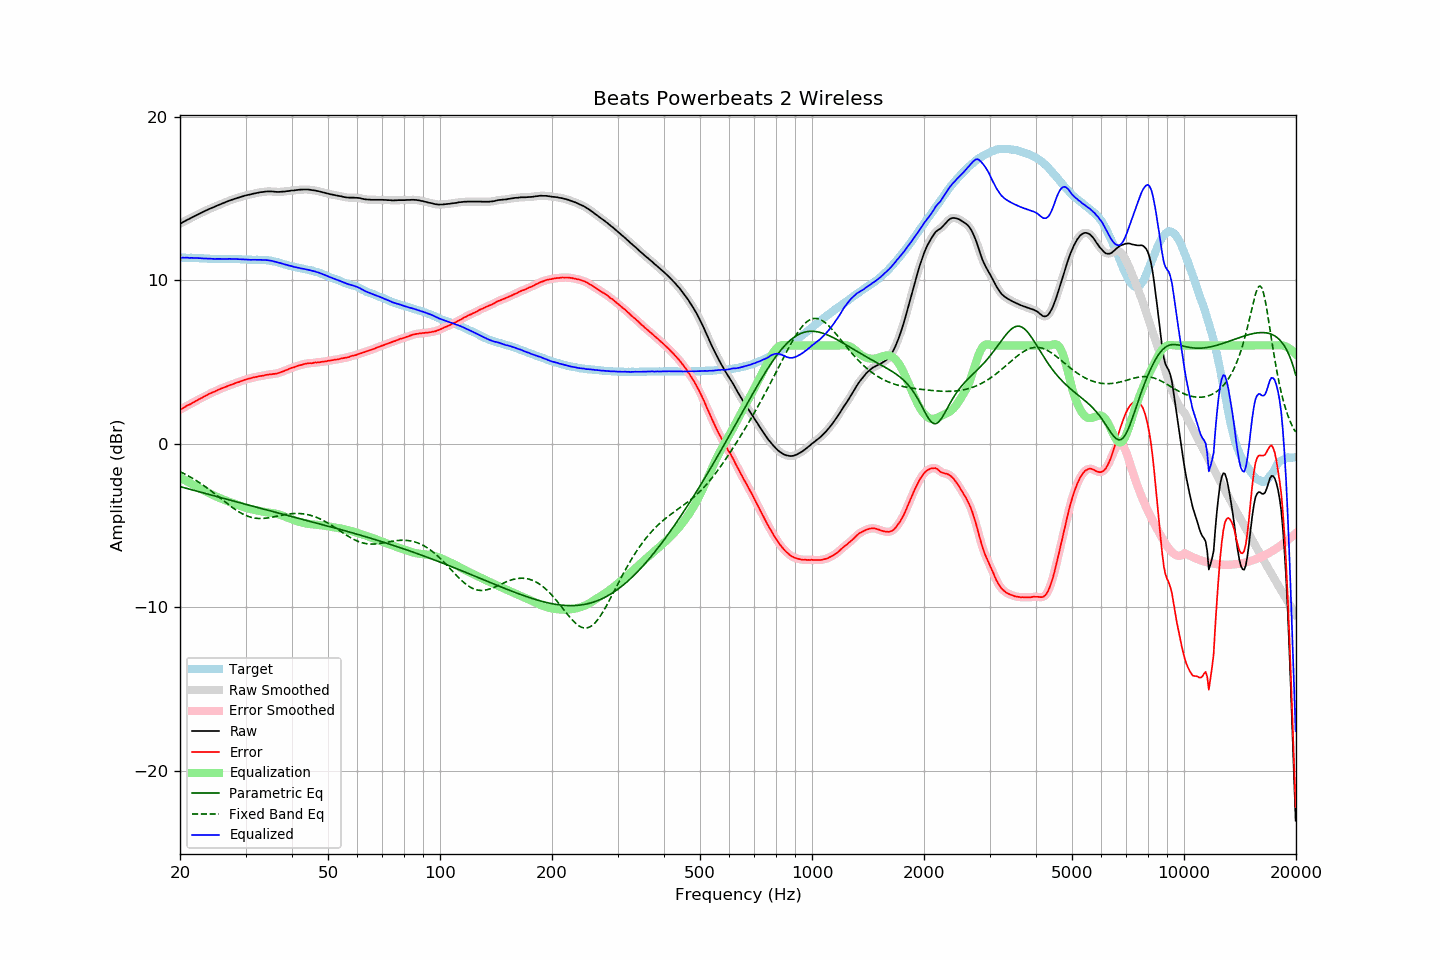 Beats Powerbeats 2 Wireless
20
10
0
−10
−20
Amplitude (dBr)
Target
Raw Smoothed
Error Smoothed
Raw
Error
Equalization
Parametric Eq
Fixed Band Eq
Equalized
20 50 100 200 500 1000 2000 5000 10000 20000
Frequency (Hz)